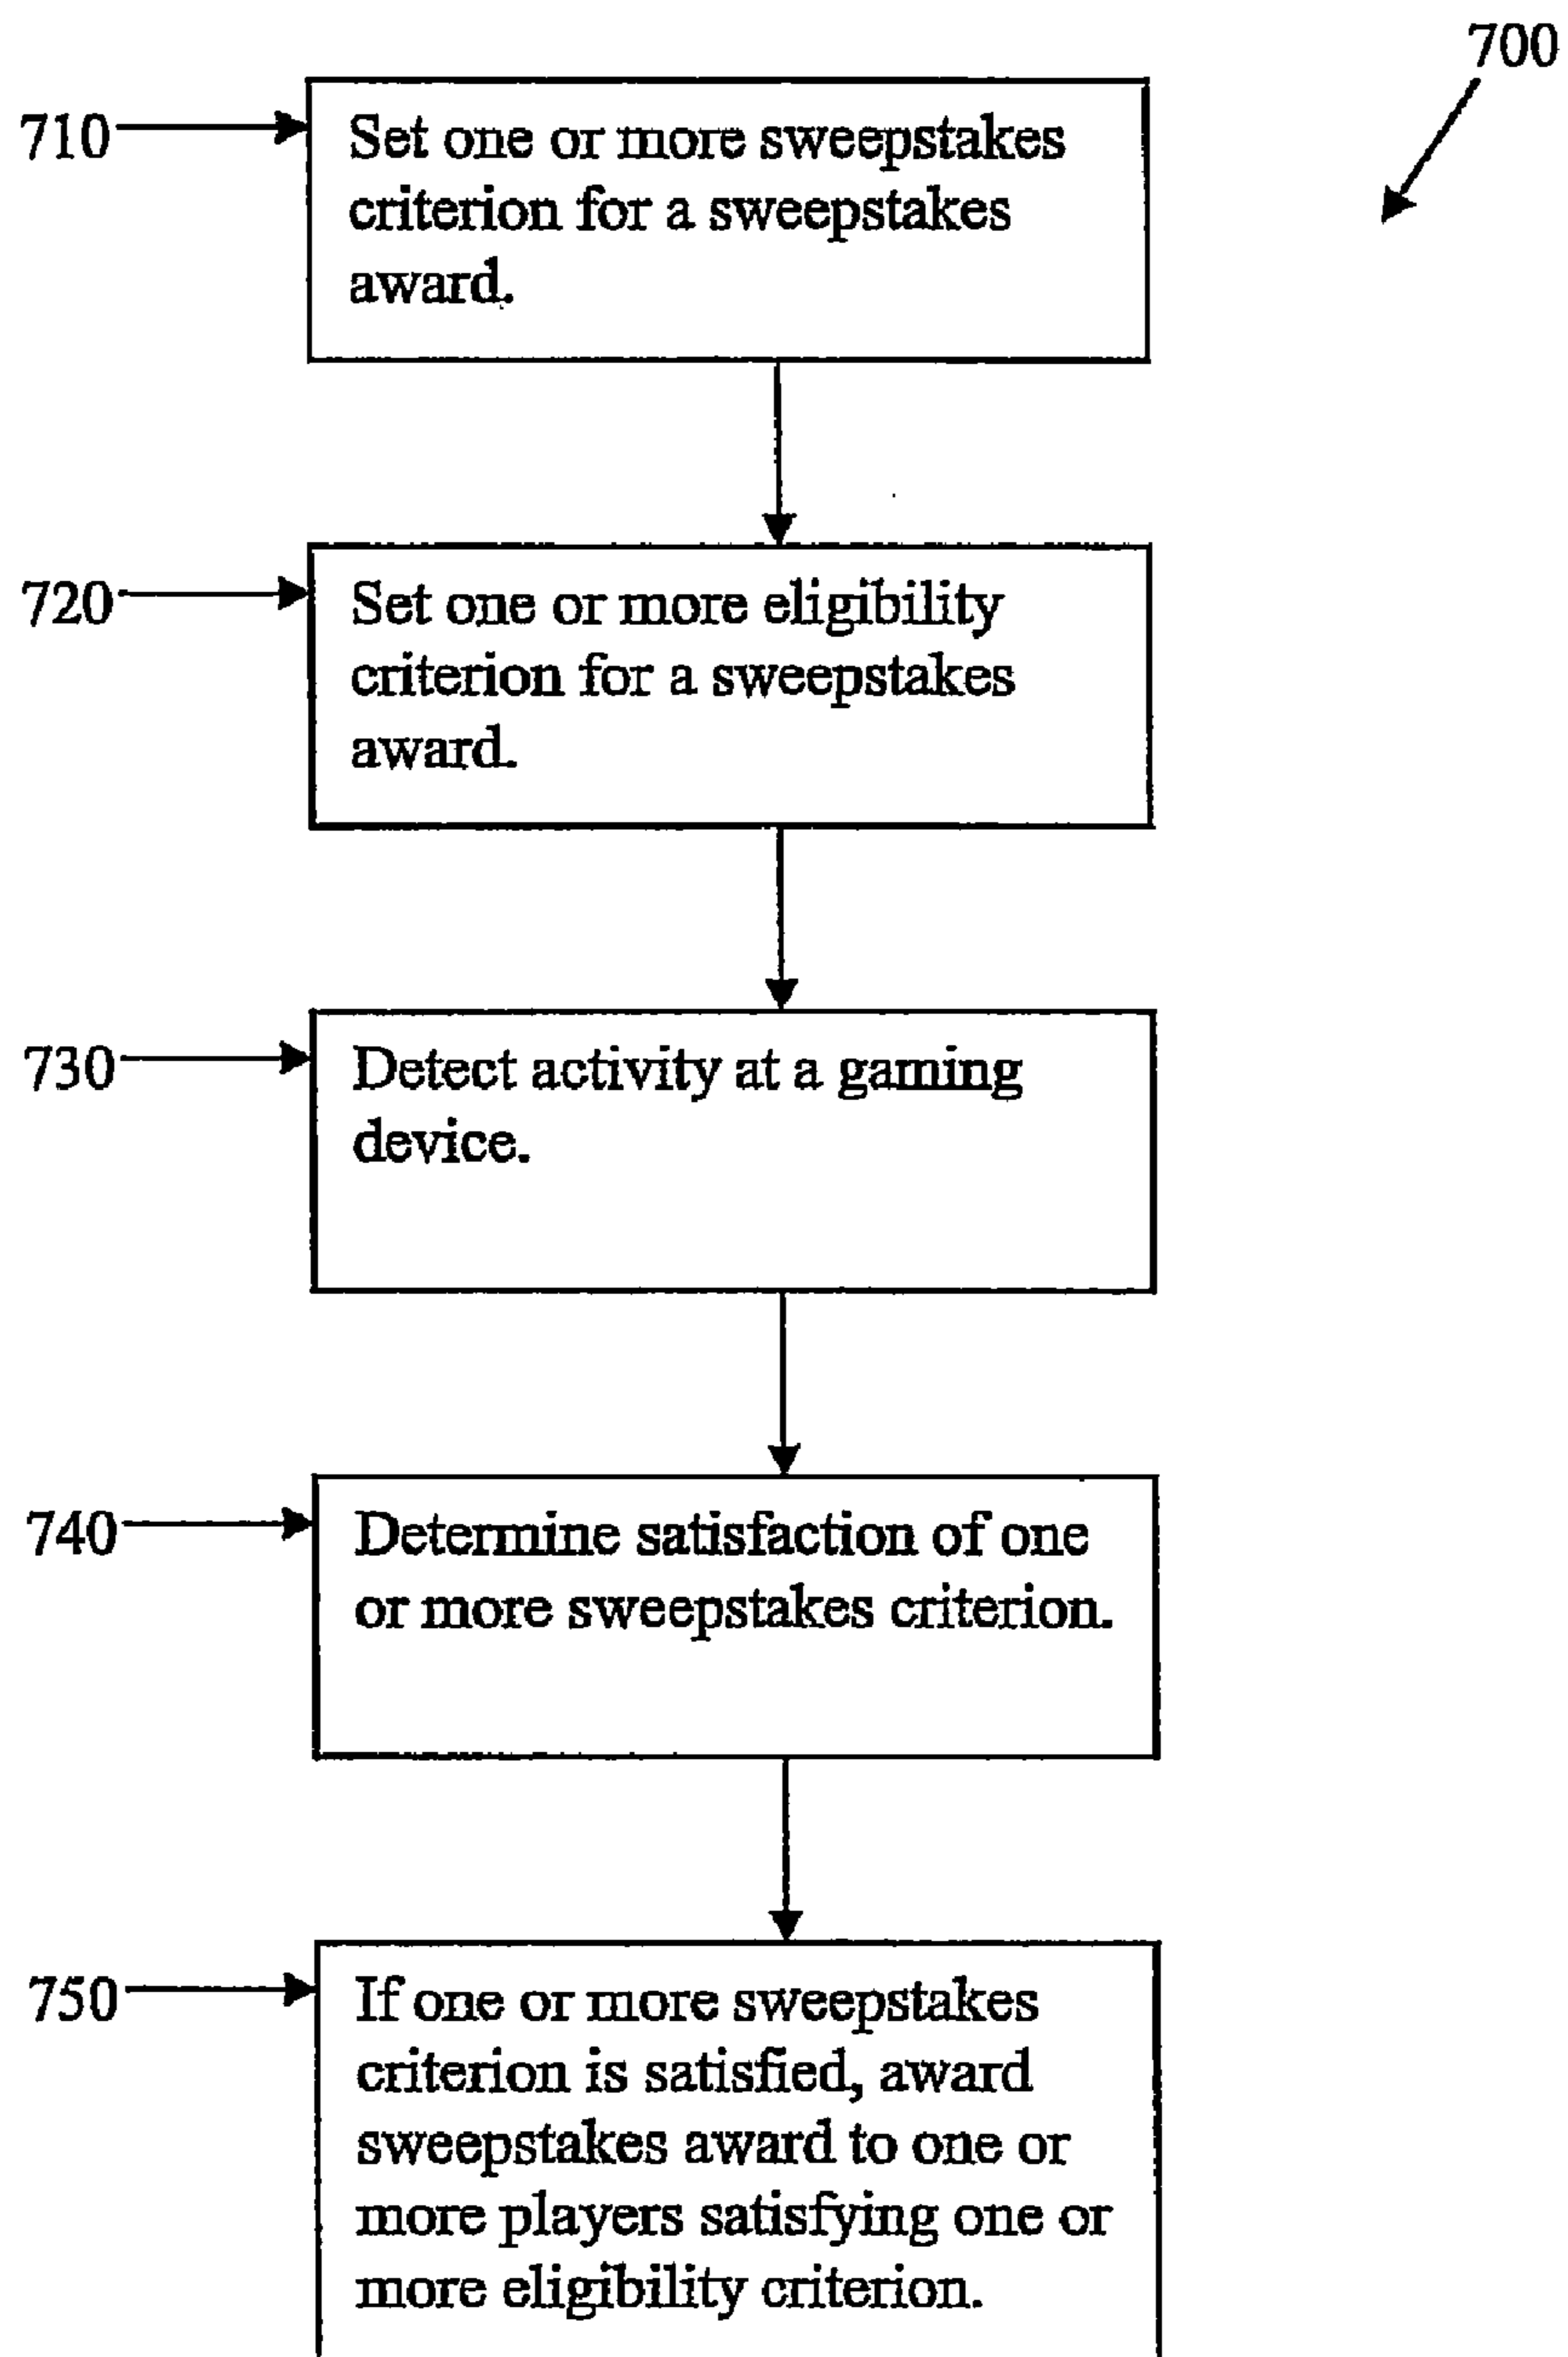 700
710
Set one or more sweepstakes
criterion for a sweepstakes
award.
720
Set one or more eligibility
criterion for a sweepstakes
award.
730
Detect activity at a gaming
device.
740
Determine satisfaction of one
or more sweepstakes criterion.
750
If one or more sweepstakes
criterion is satisfied, award
sweepstakes award to one or
more players satisfying one or
more eligibility criterion.